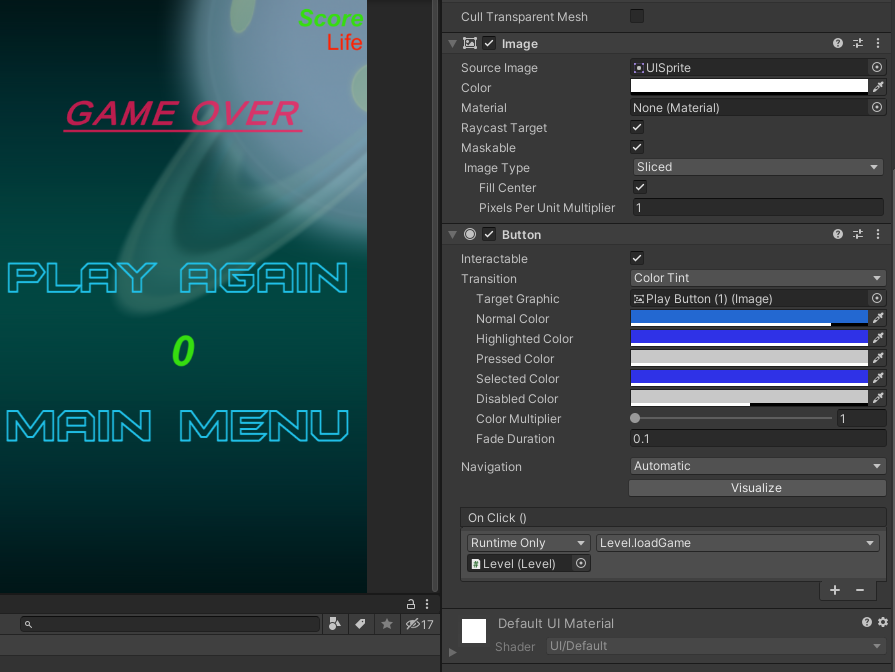 Score
Life
GAME OVER
PLAY AGAIN
0
MAIN MENU
17
Cull Transparent Mesh
Image
Source Image UISprite
Color
Material None (Material)
Raycast Target
Maskable
Image Type Sliced
Fill Center
Pixels Per Unit Multiplier 1
Button
Interactable
Transition Color Tint
Target Graphic Play Button (1) (Image)
Normal Color
Highlighted Color
Pressed Color
Selected Color
Disabled Color
Color Multiplier 1
Fade Duration 0.1
Navigation Automatic
Visualize
On Click ()
Runtime Only Level.loadGame
# Level (Level)
+ −
Default UI Material
Shader UI/Default